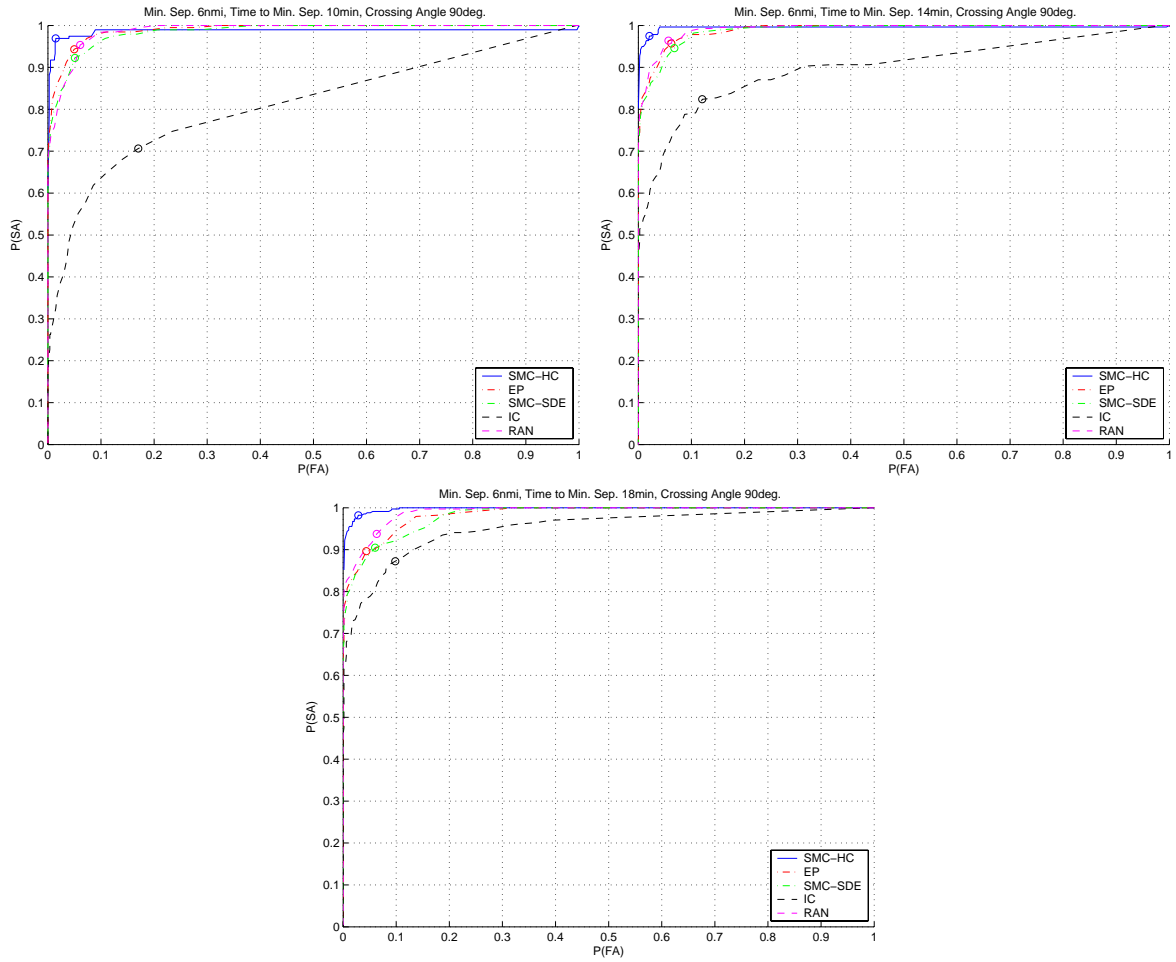 Min. Sep. 6nmi, Time to Min. Sep. 10min, Crossing Angle 90deg.
1
0.9
0.8
0.7
0.6
0.5
0.4
0.3
0.2
0.1
0
P(SA)
0 0.1 0.2 0.3 0.4 0.5 0.6 0.7 0.8 0.9 1
P(FA)
SMC−HC
EP
SMC−SDE
IC
RAN
Min. Sep. 6nmi, Time to Min. Sep. 14min, Crossing Angle 90deg.
1
0.9
0.8
0.7
0.6
0.5
0.4
0.3
0.2
0.1
0
P(SA)
0 0.1 0.2 0.3 0.4 0.5 0.6 0.7 0.8 0.9 1
P(FA)
SMC−HC
EP
SMC−SDE
IC
RAN
Min. Sep. 6nmi, Time to Min. Sep. 18min, Crossing Angle 90deg.
1
0.9
0.8
0.7
0.6
0.5
0.4
0.3
0.2
0.1
0
P(SA)
0 0.1 0.2 0.3 0.4 0.5 0.6 0.7 0.8 0.9 1
P(FA)
SMC−HC
EP
SMC−SDE
IC
RAN